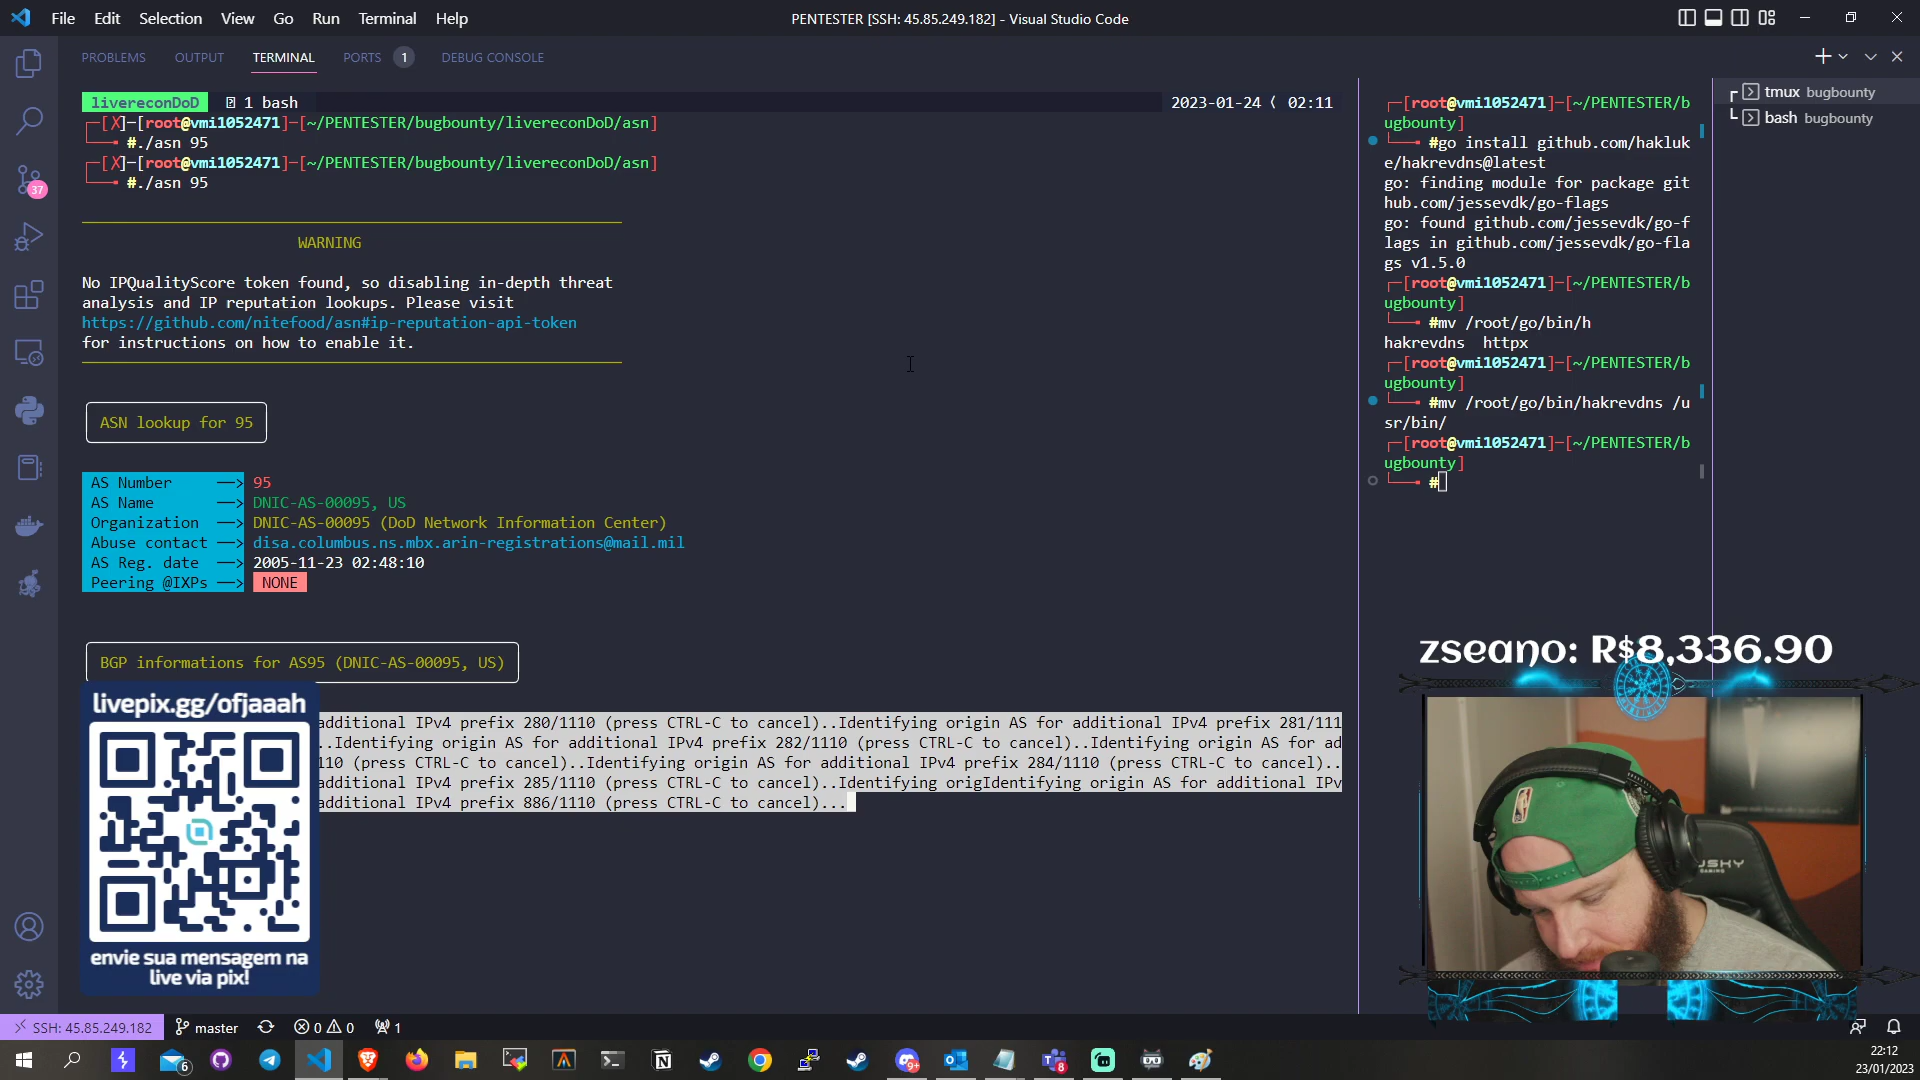 File Edit Selection View Go Run Terminal Help
PENTESTER [SSH: 45.85.249.182] - Visual Studio Code
PROBLEMS OUTPUT TERMINAL PORTS 1 DEBUG CONSOLE
livereconDoD 1 bash 2023-01-24 ⟨ 02:11
┌─[✗]─[root@vmi1052471]─[~/PENTESTER/bugbounty/livereconDoD/asn]
└──╼ #./asn 95
┌─[✗]─[root@vmi1052471]─[~/PENTESTER/bugbounty/livereconDoD/asn]
└──╼ #./asn 95
WARNING
No IPQualityScore token found, so disabling in-depth threat
analysis and IP reputation lookups. Please visit
https://github.com/nitefood/asn#ip-reputation-api-token
for instructions on how to enable it.
ASN lookup for 95
AS Number ──> 95
AS Name ──> DNIC-AS-00095, US
Organization ──> DNIC-AS-00095 (DoD Network Information Center)
Abuse contact ──> disa.columbus.ns.mbx.arin-registrations@mail.mil
AS Reg. date ──> 2005-11-23 02:48:10
Peering @IXPs ──> NONE
BGP informations for AS95 (DNIC-AS-00095, US)
additional IPv4 prefix 280/1110 (press CTRL-C to cancel)..Identifying origin AS for additional IPv4 prefix 281/111
..Identifying origin AS for additional IPv4 prefix 282/1110 (press CTRL-C to cancel)..Identifying origin AS for ad
110 (press CTRL-C to cancel)..Identifying origin AS for additional IPv4 prefix 284/1110 (press CTRL-C to cancel)..
additional IPv4 prefix 285/1110 (press CTRL-C to cancel)..Identifying origIdentifying origin AS for additional IPv
additional IPv4 prefix 886/1110 (press CTRL-C to cancel)...
livepix.gg/ofjaaah
envie sua mensagem na
live via pix!
┌─[root@vmi1052471]─[~/PENTESTER/b
ugbounty]
└──╼ #go install github.com/hakluk
e/hakrevdns@latest
go: finding module for package git
hub.com/jessevdk/go-flags
go: found github.com/jessevdk/go-f
lags in github.com/jessevdk/go-fla
gs v1.5.0
┌─[root@vmi1052471]─[~/PENTESTER/b
ugbounty]
└──╼ #mv /root/go/bin/h
hakrevdns httpx
┌─[root@vmi1052471]─[~/PENTESTER/b
ugbounty]
└──╼ #mv /root/go/bin/hakrevdns /u
sr/bin/
┌─[root@vmi1052471]─[~/PENTESTER/b
ugbounty]
└──╼ #
tmux bugbounty
bash bugbounty
zseano: R$8,336.90
37
SSH: 45.85.249.182 master 0 0 1
6
9+
8
22:12
23/01/2023